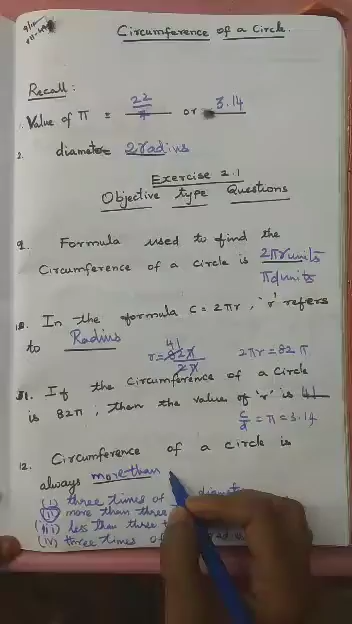 Circumference of a Circle.
Recall:
1. Value of π = 22/7 or 3.14
2. diameter = 2 radius
Exercise 2.1
Objective type Questions
9. Formula used to find the
Circumference of a circle is 2πr units
πd units
10. In the formula c = 2πr, 'r' refers
to Radius
41
r = 82π/2π 2πr = 82π
11. If the circumference of a circle
is 82π, then the value of 'r' is 41
c/d = π = 3.14
12. Circumference of a circle is
always more than
(i) three times of
(ii) more than three
(iii) less than three
(iv) three times of